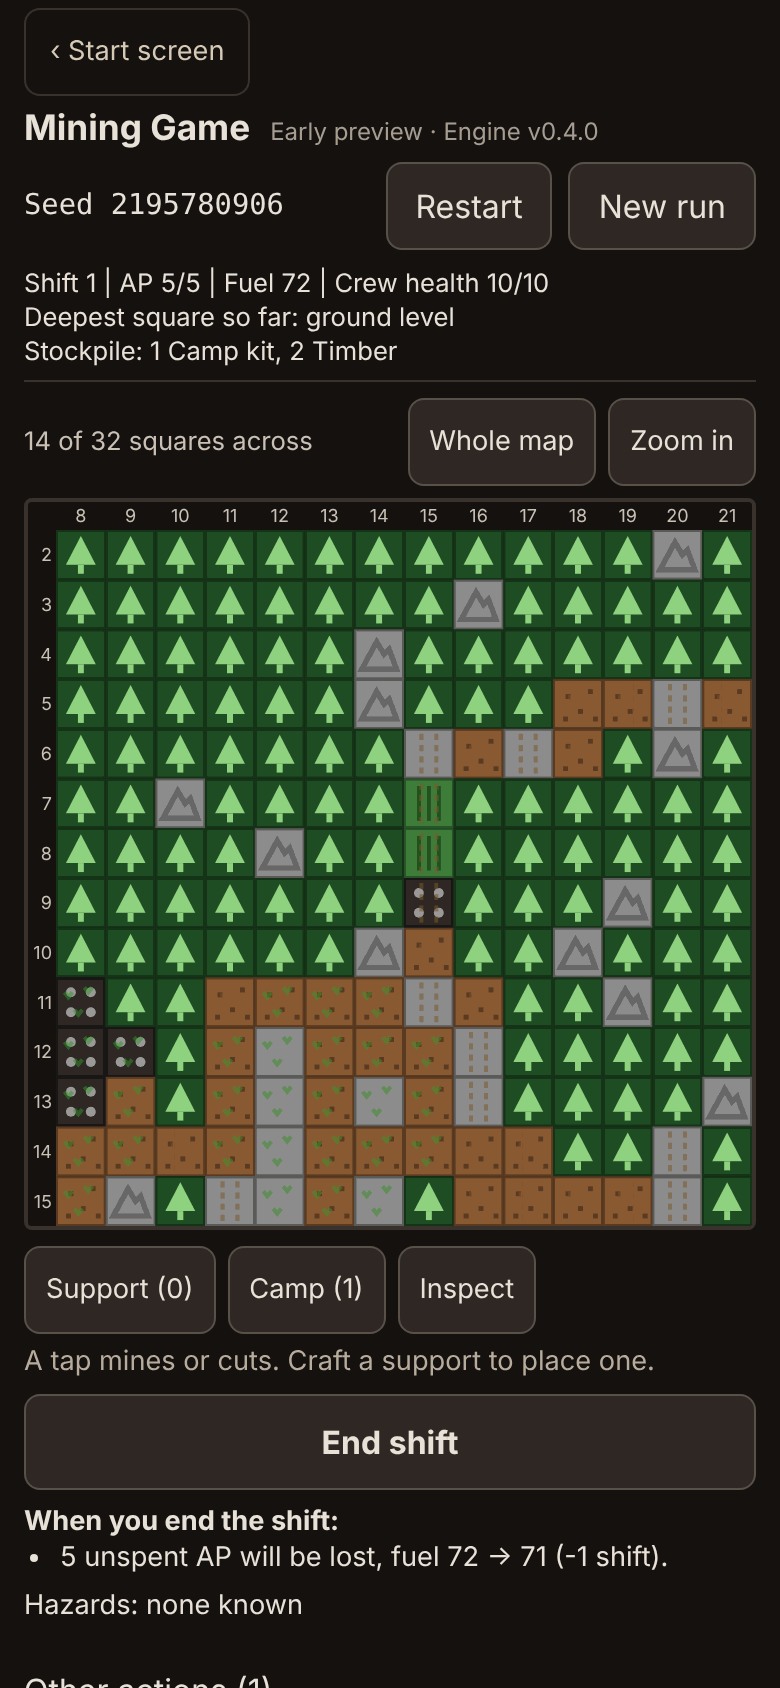 ‹ Start screen
Mining Game Early preview · Engine v0.4.0
Seed 2195780906 Restart New run
Shift 1 | AP 5/5 | Fuel 72 | Crew health 10/10
Deepest square so far: ground level
Stockpile: 1 Camp kit, 2 Timber
14 of 32 squares across Whole map Zoom in
8 9 10 11 12 13 14 15 16 17 18 19 20 21
2
3
4
5
6
7
8
9
10
11
12
13
14
15
Support (0) Camp (1) Inspect
A tap mines or cuts. Craft a support to place one.
End shift
When you end the shift:
• 5 unspent AP will be lost, fuel 72 → 71 (-1 shift).
Hazards: none known
Other actions (1)